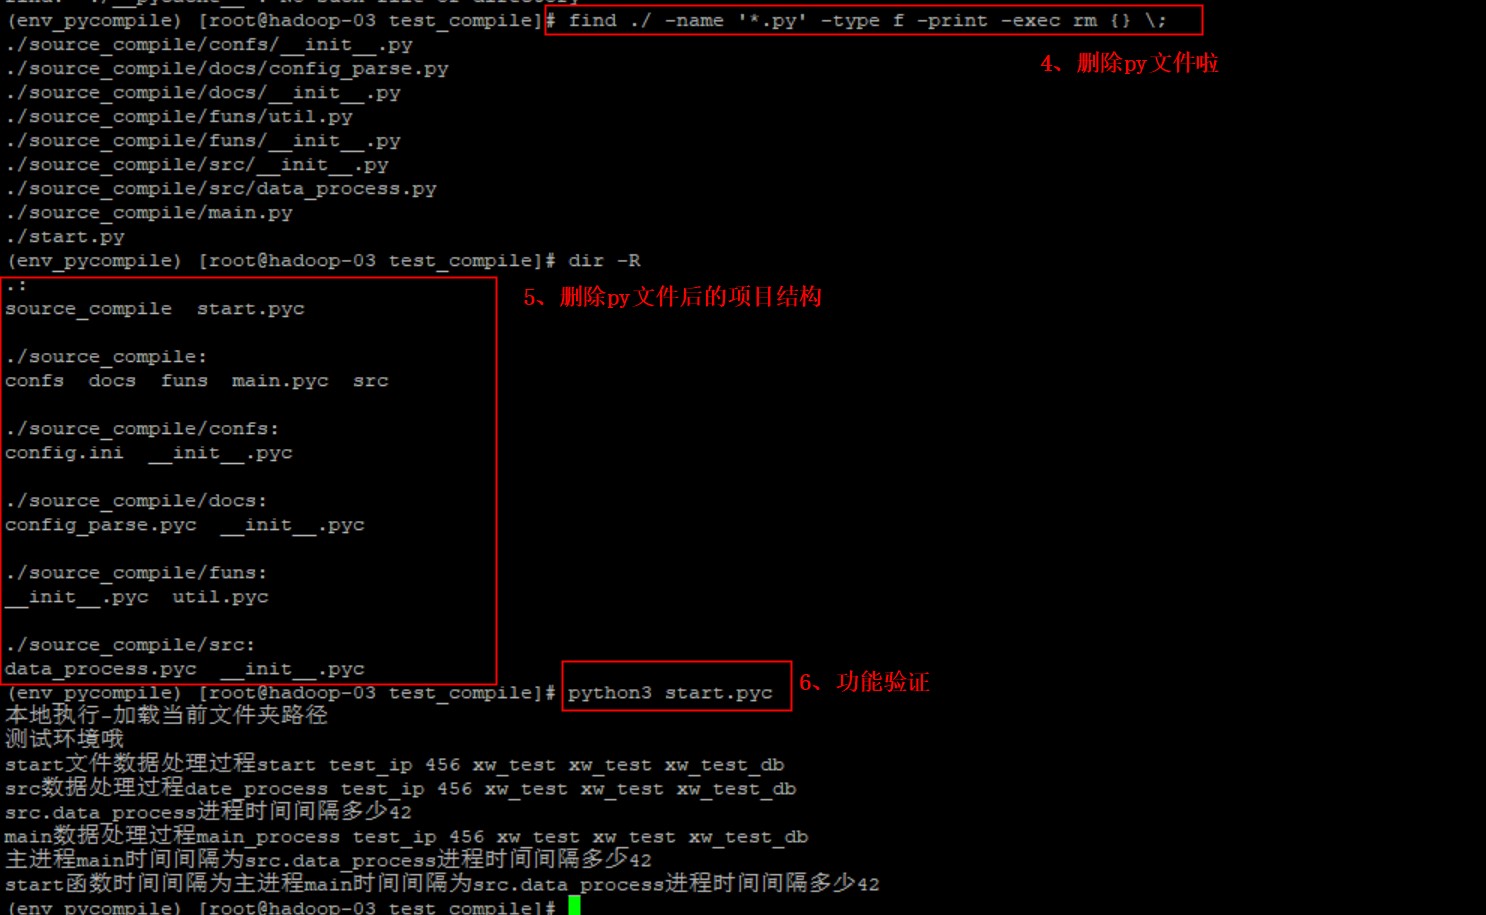 (env_pycompile) [root@hadoop-03 test_compile]# find ./ -name '*.py' -type f -print -exec rm {} \;
./source_compile/confs/__init__.py
4、删除py文件啦
./source_compile/docs/config_parse.py
./source_compile/docs/__init__.py
./source_compile/funs/util.py
./source_compile/funs/__init__.py
./source_compile/src/__init__.py
./source_compile/src/data_process.py
./source_compile/main.py
./start.py
(env_pycompile) [root@hadoop-03 test_compile]# dir -R
.:
5、删除py文件后的项目结构
source_compile  start.pyc
./source_compile:
confs  docs  funs  main.pyc  src
./source_compile/confs:
config.ini  __init__.pyc
./source_compile/docs:
config_parse.pyc  __init__.pyc
./source_compile/funs:
__init__.pyc  util.pyc
./source_compile/src:
data_process.pyc  __init__.pyc
(env_pycompile) [root@hadoop-03 test_compile]# python3 start.pyc
6、功能验证
本地执行-加载当前文件夹路径
测试环境哦
start文件数据处理过程start test_ip 456 xw_test xw_test xw_test_db
src数据处理过程date_process test_ip 456 xw_test xw_test xw_test_db
src.data_process进程时间间隔多少42
main数据处理过程main_process test_ip 456 xw_test xw_test xw_test_db
主进程main时间间隔为src.data_process进程时间间隔多少42
start函数时间间隔为主进程main时间间隔为src.data_process进程时间间隔多少42
(env_pycompile) [root@hadoop-03 test_compile]#